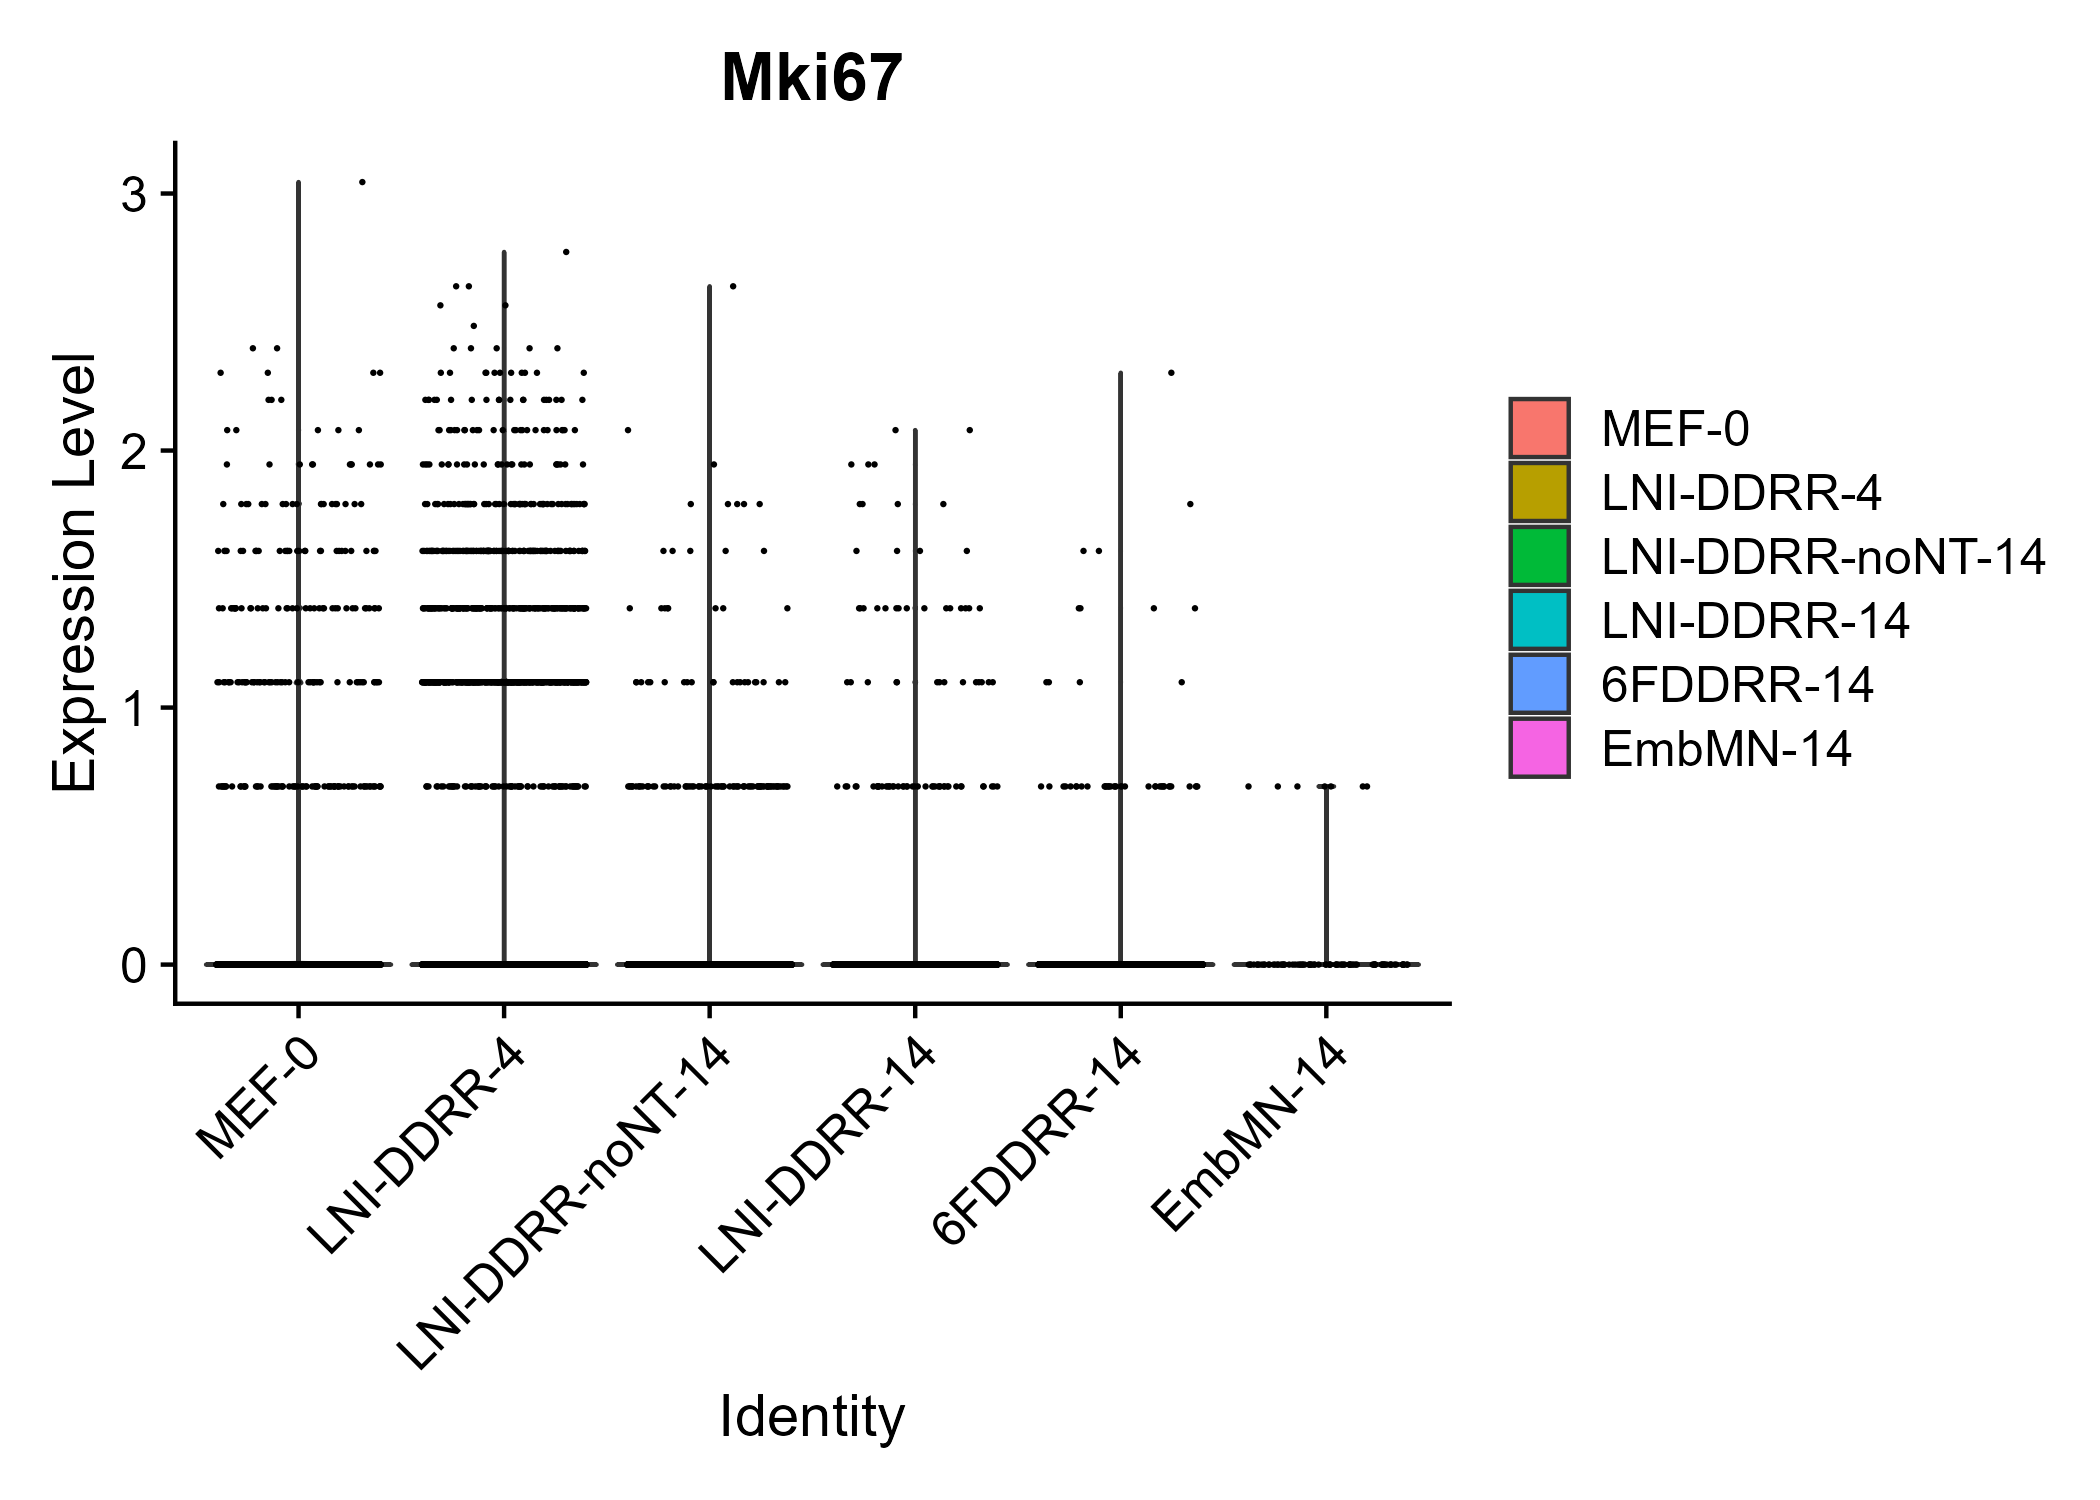 Mki67
Expression Level
3
2
1
0
MEF-0
LNI-DDRR-4
LNI-DDRR-noNT-14
LNI-DDRR-14
6FDDRR-14
EmbMN-14
Identity
MEF-0
LNI-DDRR-4
LNI-DDRR-noNT-14
LNI-DDRR-14
6FDDRR-14
EmbMN-14